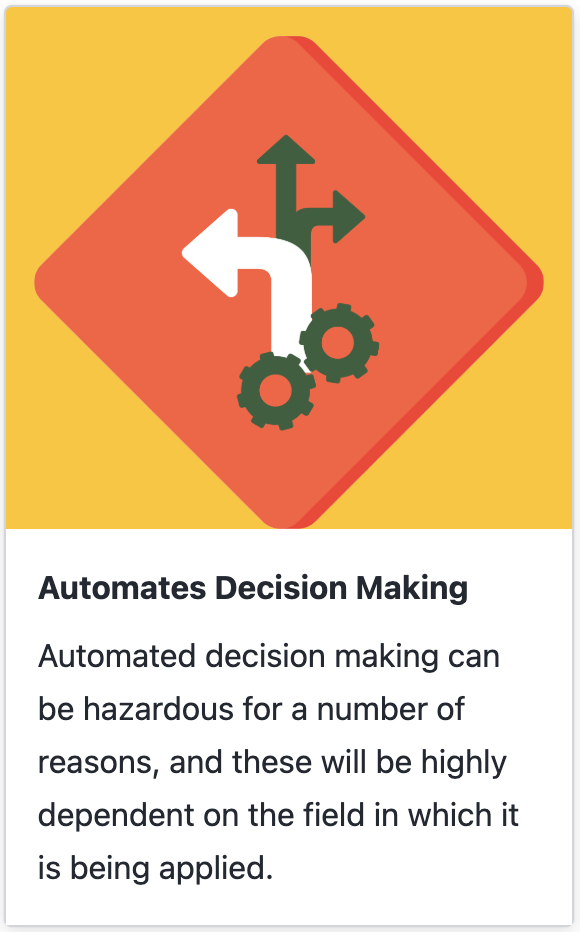 Automates Decision Making
Automated decision making can
be hazardous for a number of
reasons, and these will be highly
dependent on the field in which it
is being applied.